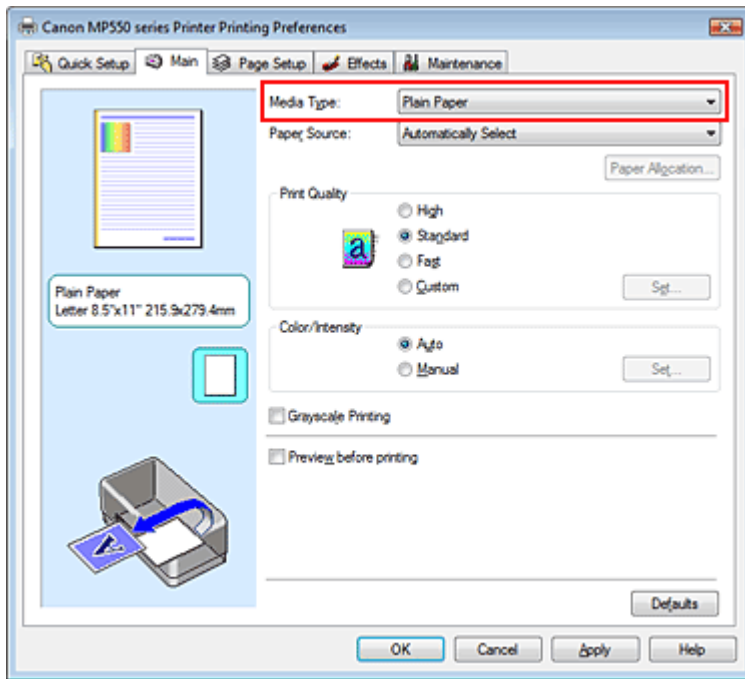 Canon MP550 series Printer Printing Preferences
Quick Setup Main Page Setup Effects Maintenance
Media Type: Plain Paper
Paper Source: Automatically Select
Paper Allocation...
Print Quality
High
Standard
Fast
Custom Set...
Plain Paper
Letter 8.5"x11" 215.9x279.4mm
Color/Intensity
Auto
Manual Set...
Grayscale Printing
Preview before printing
Defaults
OK Cancel Apply Help